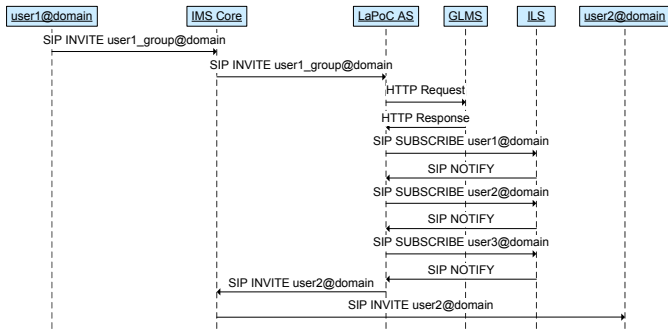 user1@domain IMS Core LaPoC AS GLMS ILS user2@domain
SIP INVITE user1_group@domain
SIP INVITE user1_group@domain
HTTP Request
HTTP Response
SIP SUBSCRIBE user1@domain
SIP NOTIFY
SIP SUBSCRIBE user2@domain
SIP NOTIFY
SIP SUBSCRIBE user3@domain
SIP NOTIFY
SIP INVITE user2@domain
SIP INVITE user2@domain